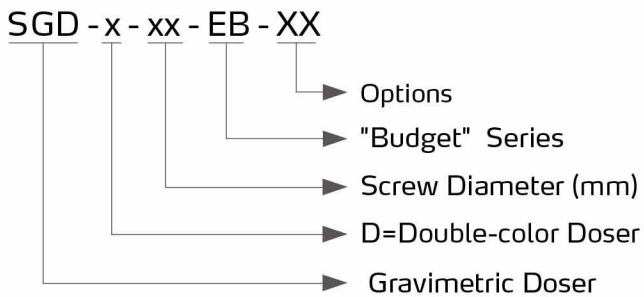 SGD - x - xx - EB - XX
Options
"Budget" Series
Screw Diameter (mm)
D=Double-color Doser
Gravimetric Doser